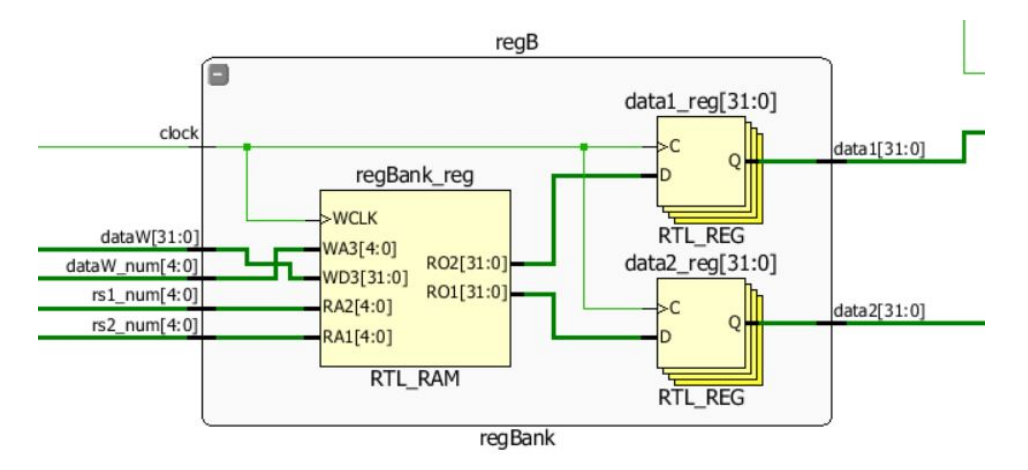 regB
clock
dataW[31:0]
dataW_num[4:0]
rs1_num[4:0]
rs2_num[4:0]
regBank_reg
WCLK
WA3[4:0]
WD3[31:0]
RA2[4:0]
RA1[4:0]
RO2[31:0]
RO1[31:0]
RTL_RAM
data1_reg[31:0]
C
D
Q
RTL_REG
data2_reg[31:0]
C
D
Q
RTL_REG
data1[31:0]
data2[31:0]
regBank